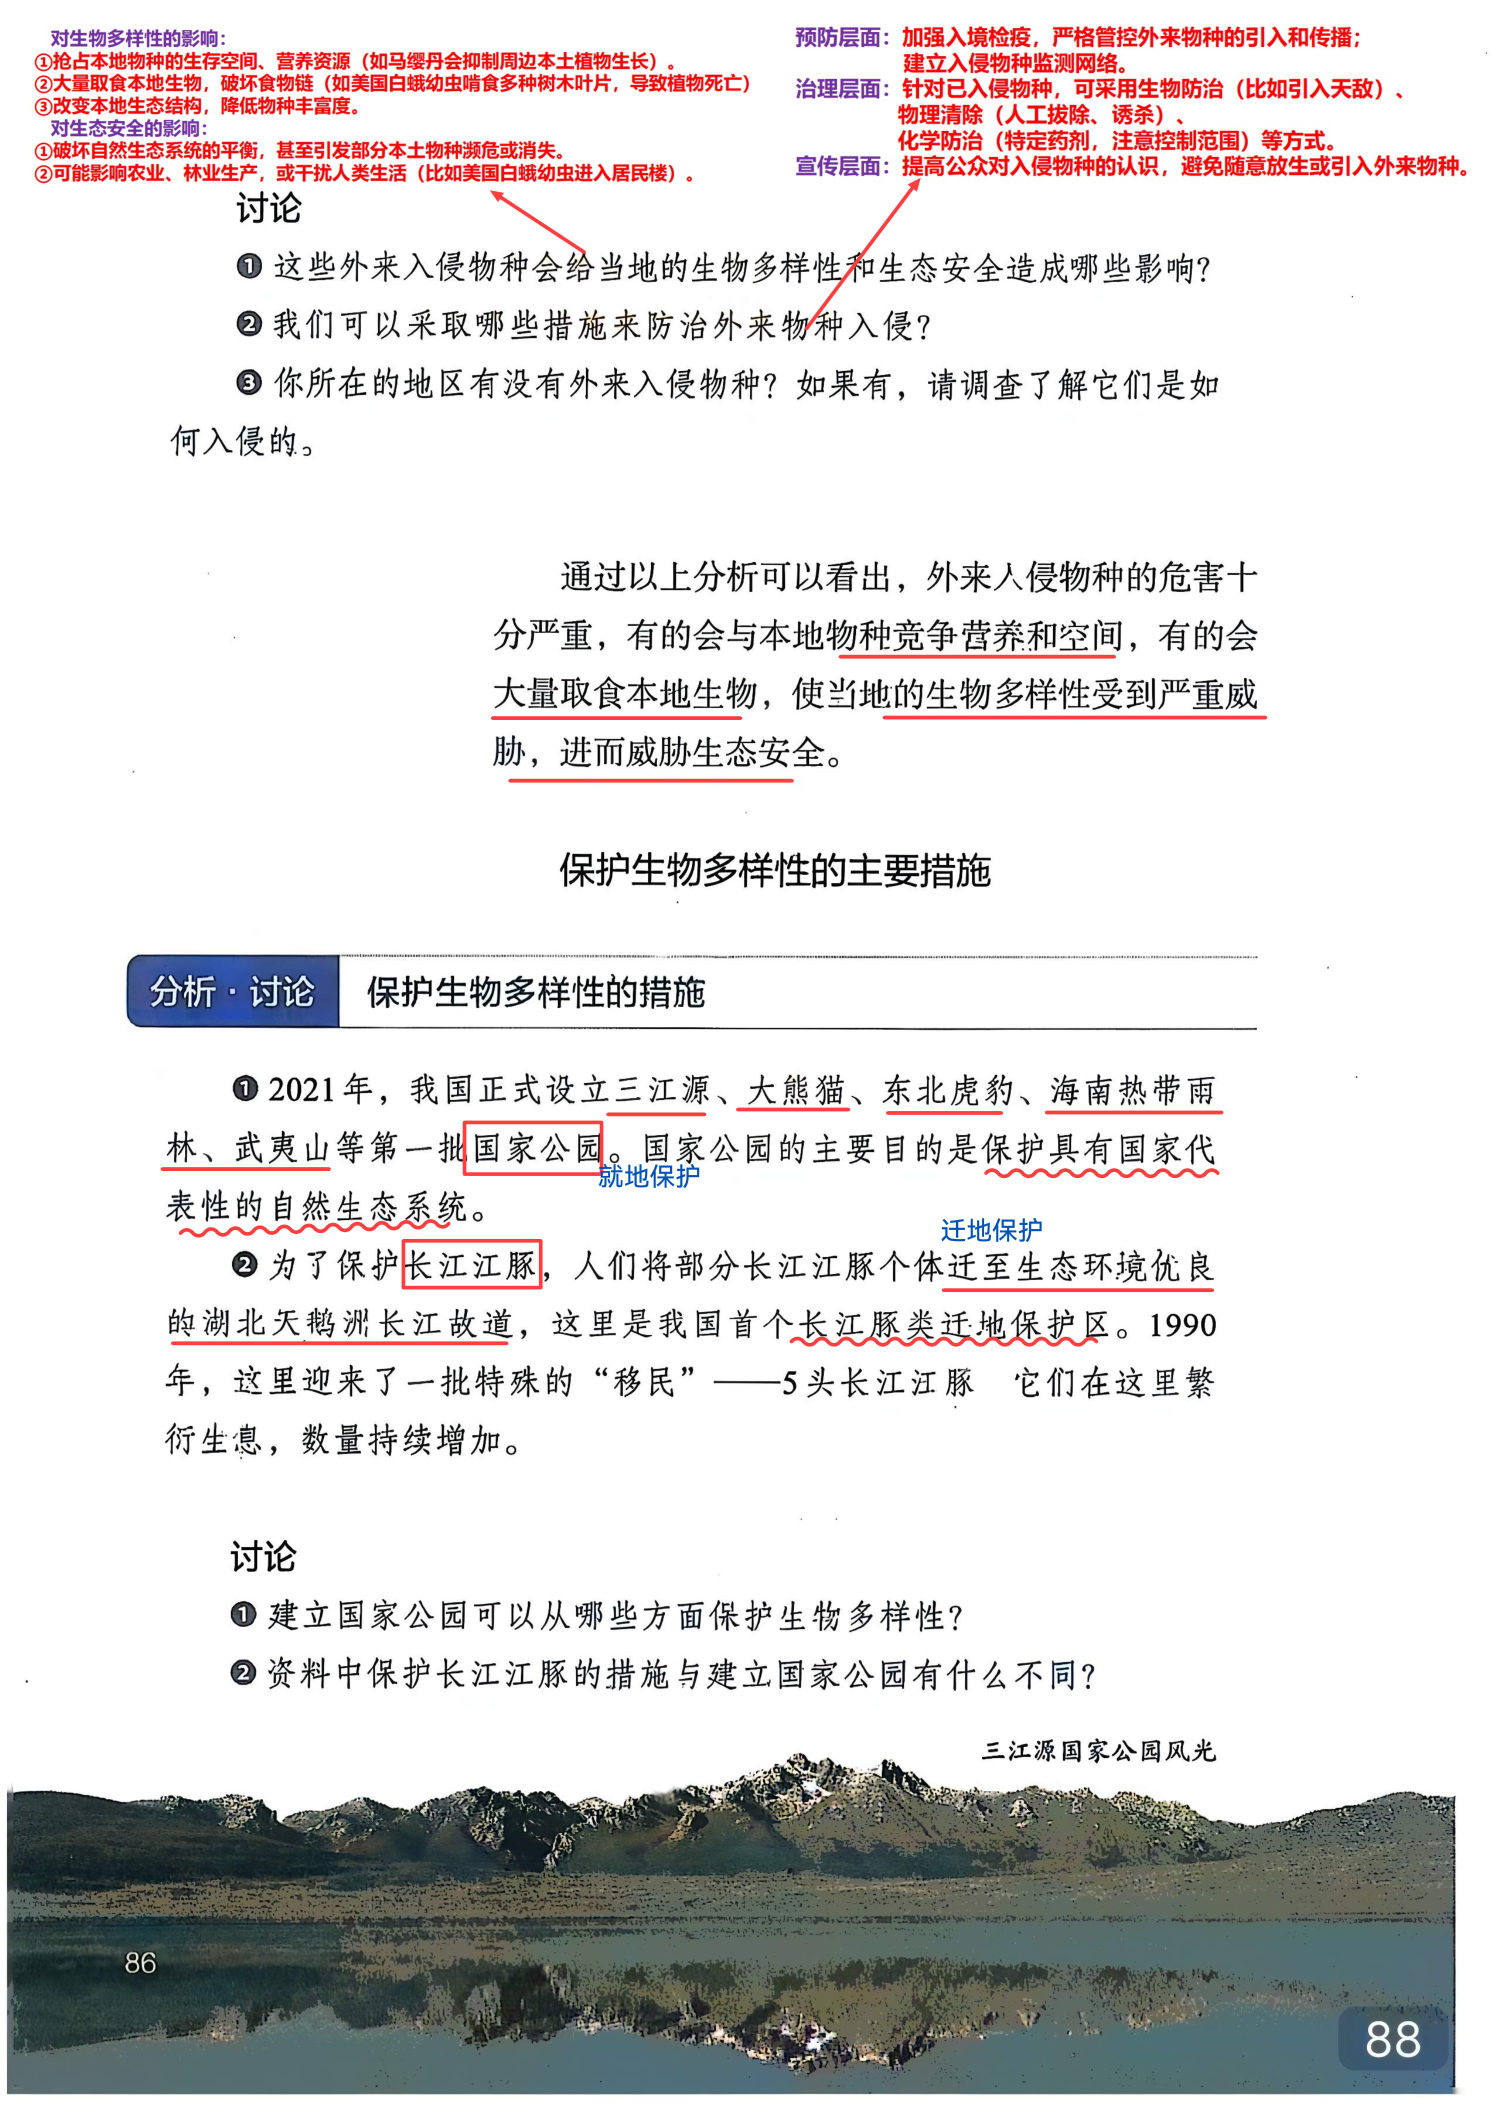 对生物多样性的影响：
①抢占本地物种的生存空间、营养资源（如马缨丹会抑制周边本土植物生长）。
②大量取食本地生物，破坏食物链（如美国白蛾幼虫啃食多种树木叶片，导致植物死亡）
③改变本地生态结构，降低物种丰富度。
对生态安全的影响：
①破坏自然生态系统的平衡，甚至引发部分本土物种濒危或消失。
②可能影响农业、林业生产，或干扰人类生活（比如美国白蛾幼虫进入居民楼）。
预防层面：加强入境检疫，严格管控外来物种的引入和传播；
建立入侵物种监测网络。
治理层面：针对已入侵物种，可采用生物防治（比如引入天敌）、
物理清除（人工拔除、诱杀）、
化学防治（特定药剂，注意控制范围）等方式。
宣传层面：提高公众对入侵物种的认识，避免随意放生或引入外来物种。
讨论
❶ 这些外来入侵物种会给当地的生物多样性和生态安全造成哪些影响？
❷ 我们可以采取哪些措施来防治外来物种入侵？
❸ 你所在的地区有没有外来入侵物种？如果有，请调查了解它们是如
何入侵的。
通过以上分析可以看出，外来入侵物种的危害十
分严重，有的会与本地物种竞争营养和空间，有的会
大量取食本地生物，使当地的生物多样性受到严重威
胁，进而威胁生态安全。
保护生物多样性的主要措施
分析·讨论 保护生物多样性的措施
❶ 2021年，我国正式设立三江源、大熊猫、东北虎豹、海南热带雨
林、武夷山等第一批国家公园。国家公园的主要目的是保护具有国家代
就地保护
表性的自然生态系统。
迁地保护
❷ 为了保护长江江豚，人们将部分长江江豚个体迁至生态环境优良
的湖北天鹅洲长江故道，这里是我国首个长江豚类迁地保护区。1990
年，这里迎来了一批特殊的“移民”——5头长江江豚 它们在这里繁
衍生息，数量持续增加。
讨论
❶ 建立国家公园可以从哪些方面保护生物多样性？
❷ 资料中保护长江江豚的措施与建立国家公园有什么不同？
三江源国家公园风光
86
88